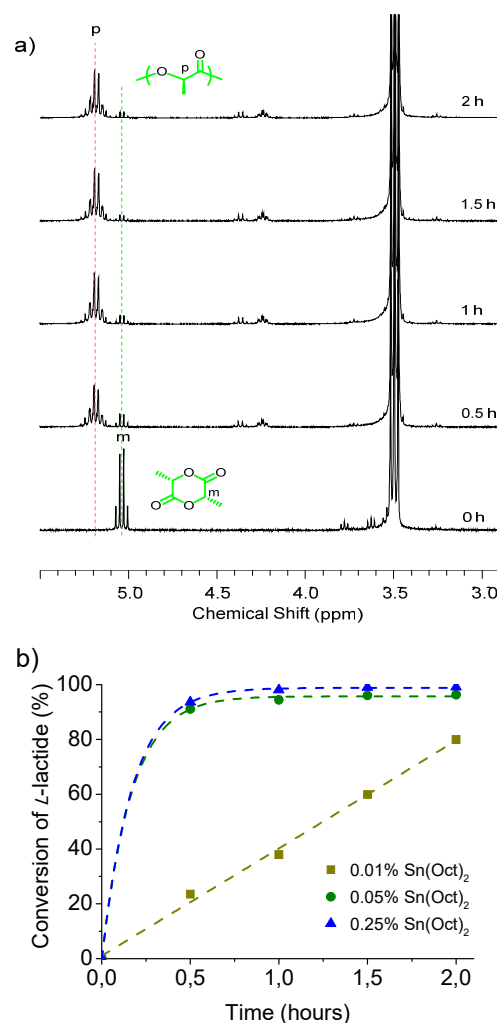 a)
p
O
O
p
2 h
1.5 h
1 h
0.5 h
m
O
O
O
m
O
0 h
5.0 4.5 4.0 3.5 3.0
Chemical Shift (ppm)
b)
Conversion of L-lactide (%)
100
80
60
40
20
0
0.01% Sn(Oct)2
0.05% Sn(Oct)2
0.25% Sn(Oct)2
0,0 0,5 1,0 1,5 2,0
Time (hours)